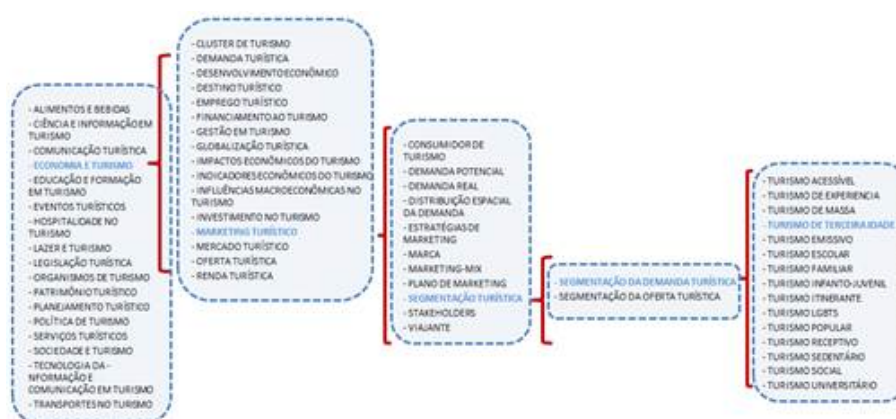 - ALIMENTOS E BEBIDAS
- CIÊNCIA E INFORMAÇÃO EM
TURISMO
- COMUNICAÇÃO TURÍSTICA
- ECONOMIA E TURISMO
- EDUCAÇÃO E FORMAÇÃO
EM TURISMO
- EVENTOS TURÍSTICOS
- HOSPITALIDADE NO
TURISMO
- LAZER E TURISMO
- LEGISLAÇÃO TURÍSTICA
- ORGANISMOS DE TURISMO
- PATRIMÔNIO TURÍSTICO
- PLANEJAMENTO TURÍSTICO
- POLÍTICA DE TURISMO
- SERVIÇOS TURÍSTICOS
- SOCIEDADE E TURISMO
- TECNOLOGIA DA -
NFORMAÇÃO E
COMUNICAÇÃO EM TURISMO
- TRANSPORTES NO TURISMO
- CLUSTER DE TURISMO
- DEMANDA TURÍSTICA
- DESENVOLVIMENTO ECONÔMICO
- DESTINO TURÍSTICO
- EMPREGO TURÍSTICO
- FINANCIAMENTO AO TURISMO
- GESTÃO EM TURISMO
- GLOBALIZAÇÃO TURÍSTICA
- IMPACTOS ECONÔMICOS DO TURISMO
- INDICADORES ECONÔMICOS DO TURISMO
- INFLUÊNCIAS MACROECONÔMICAS NO
TURISMO
- INVESTIMENTO NO TURISMO
- MARKETING TURÍSTICO
- MERCADO TURÍSTICO
- OFERTA TURÍSTICA
- RENDA TURÍSTICA
- CONSUMIDOR DE
TURISMO
- DEMANDA POTENCIAL
- DEMANDA REAL
- DISTRIBUIÇÃO ESPACIAL
DA DEMANDA
- ESTRATÉGIAS DE
MARKETING
- MARCA
- MARKETING-MIX
- PLANO DE MARKETING
- SEGMENTAÇÃO TURÍSTICA
- STAKEHOLDERS
- VIAJANTE
- SEGMENTAÇÃO DA DEMANDA TURÍSTICA
- SEGMENTAÇÃO DA OFERTA TURÍSTICA
- TURISMO ACESSÍVEL
- TURISMO DE EXPERIENCIA
- TURISMO DE MASSA
- TURISMO DE TERCEIRA IDADE
- TURISMO EMISSIVO
- TURISMO ESCOLAR
- TURISMO FAMILIAR
- TURISMO INFANTO-JUVENIL
- TURISMO ITINERANTE
- TURISMO LGBTS
- TURISMO POPULAR
- TURISMO RECEPTIVO
- TURISMO SEDENTÁRIO
- TURISMO SOCIAL
- TURISMO UNIVERSITÁRIO